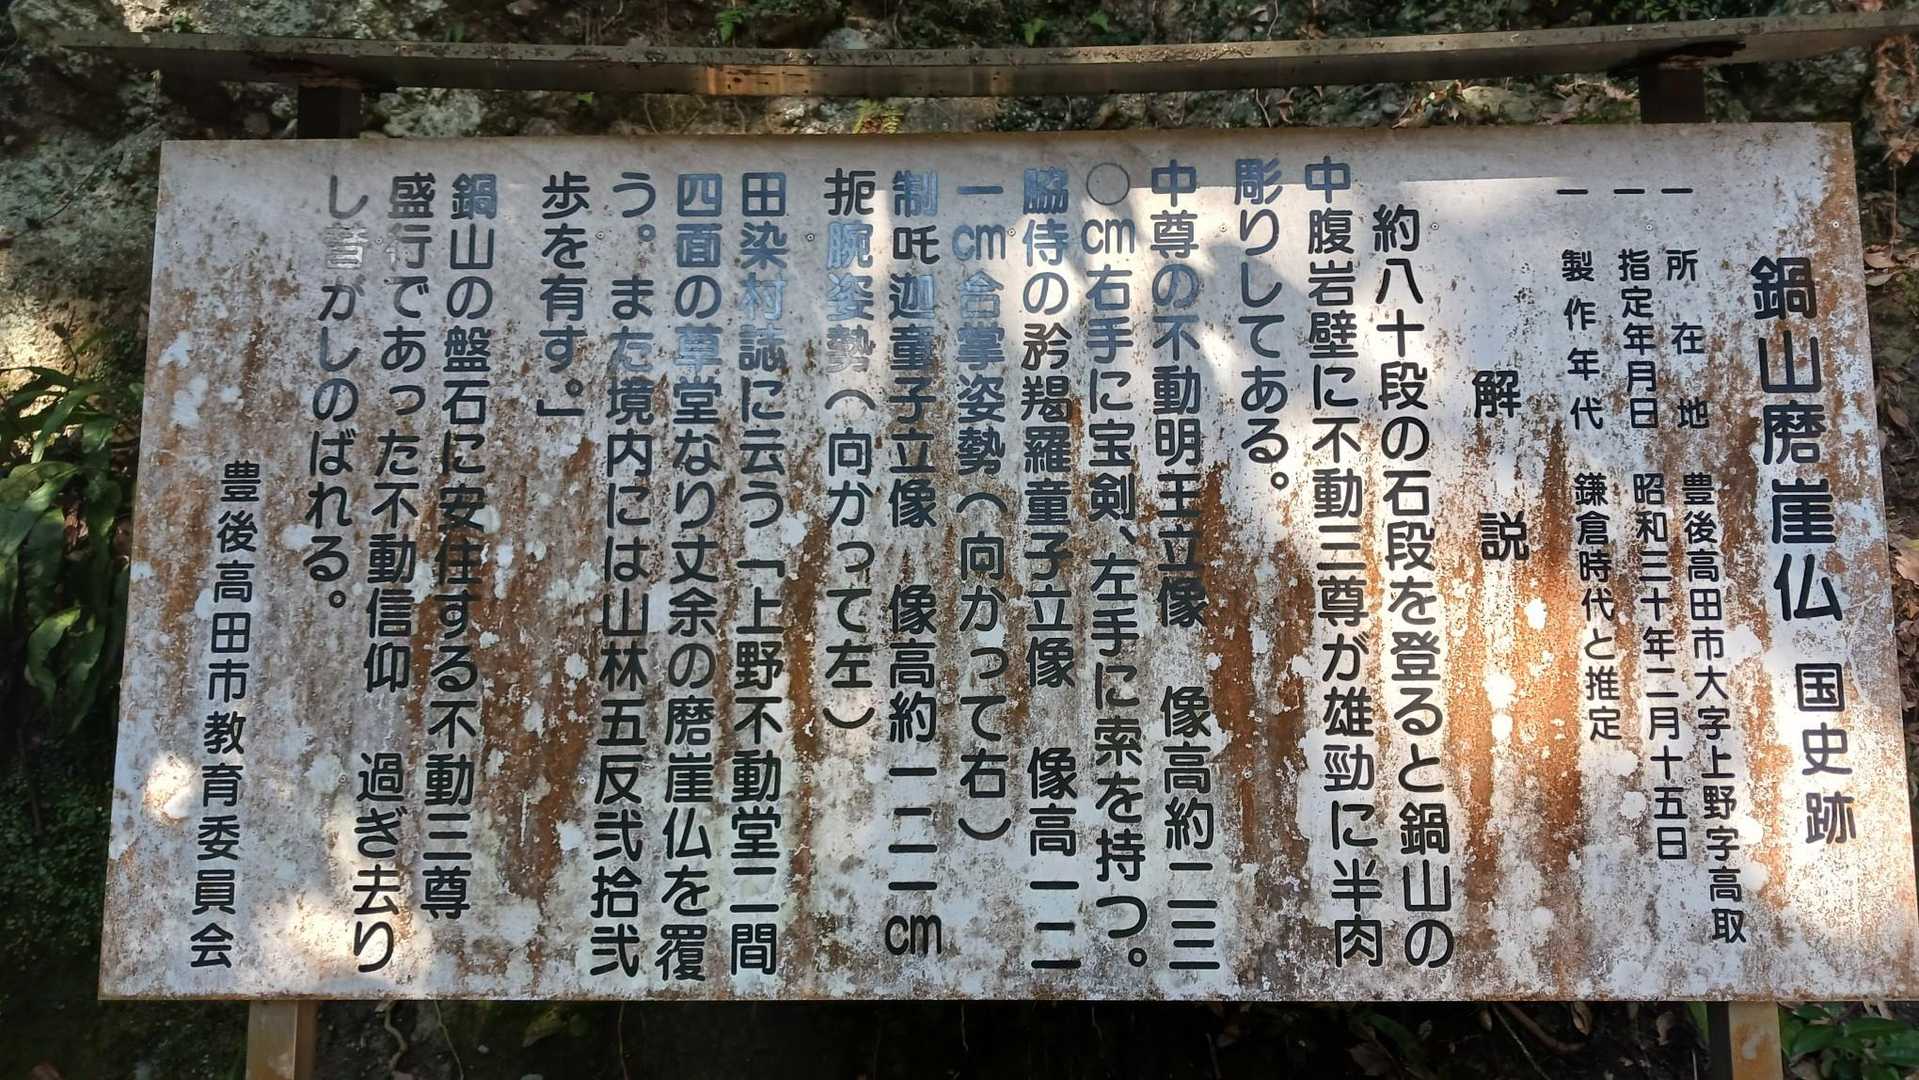 鍋山磨崖仏 国史跡
一 所在地 豊後高田市大字上野字高取
一 指定年月日 昭和三十年二月十五日
一 製作年代 鎌倉時代と推定
解説
約八十段の石段を登ると鍋山の
中腹岩壁に不動三尊が雄勁に半肉
彫りしてある。
中尊の不動明王立像 像高約二三
〇cm右手に宝剣、左手に索を持つ。
脇侍の矜羯羅童子立像 像高一二
一cm合掌姿勢(向かって右)
制吒迦童子立像 像高約一二一cm
扼腕姿勢(向かって左)
田染村誌に云う「上野不動堂二間
四面の草堂なり丈余の磨崖仏を覆
う。また境内には山林五反弐拾弐
歩を有す。」
鍋山の盤石に安住する不動三尊
盛行であった不動信仰 過ぎ去り
し昔がしのばれる。
豊後高田市教育委員会